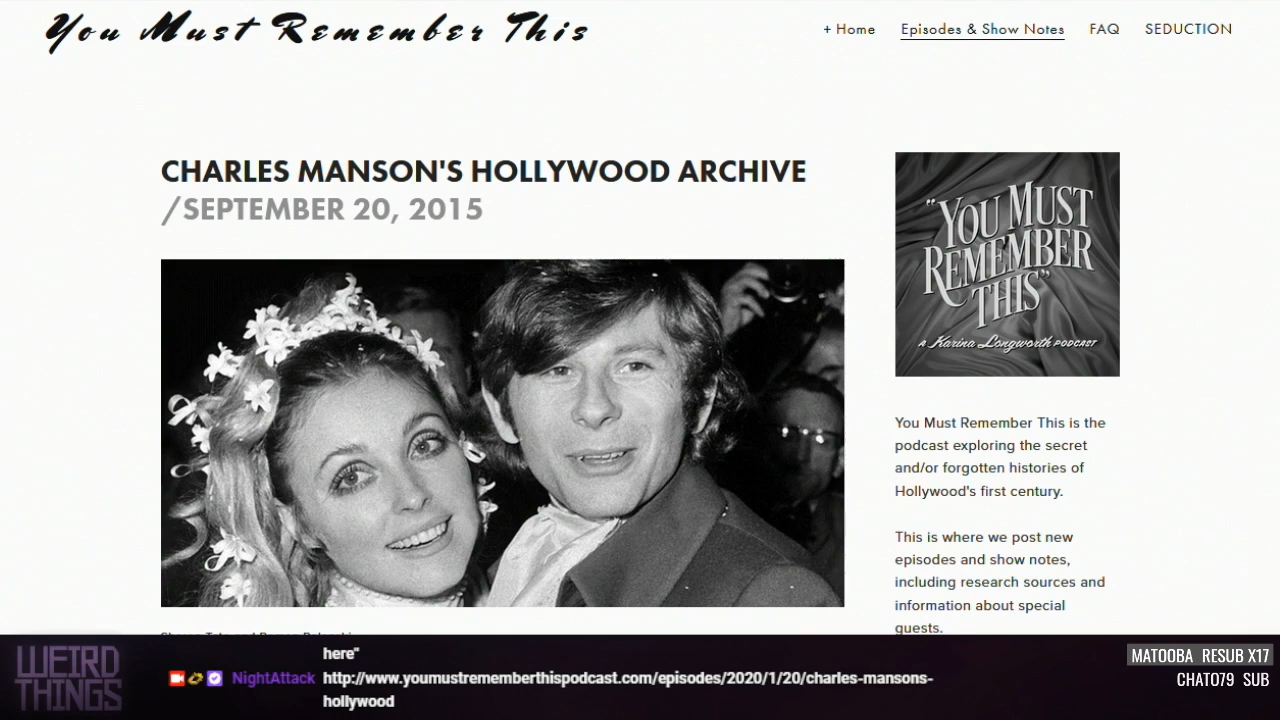 You Must Remember This
+ Home Episodes & Show Notes FAQ SEDUCTION
CHARLES MANSON'S HOLLYWOOD ARCHIVE
/SEPTEMBER 20, 2015
"YOU MUST
REMEMBER
THIS"
A Karina Longworth PODCAST
You Must Remember This is the
podcast exploring the secret
and/or forgotten histories of
Hollywood's first century.
This is where we post new
episodes and show notes,
including research sources and
information about special
guests.
WEIRD
THINGS
here"
NightAttack http://www.youmustrememberthispodcast.com/episodes/2020/1/20/charles-mansons-
hollywood
MATOOBA RESUB X17
CHATO79 SUB